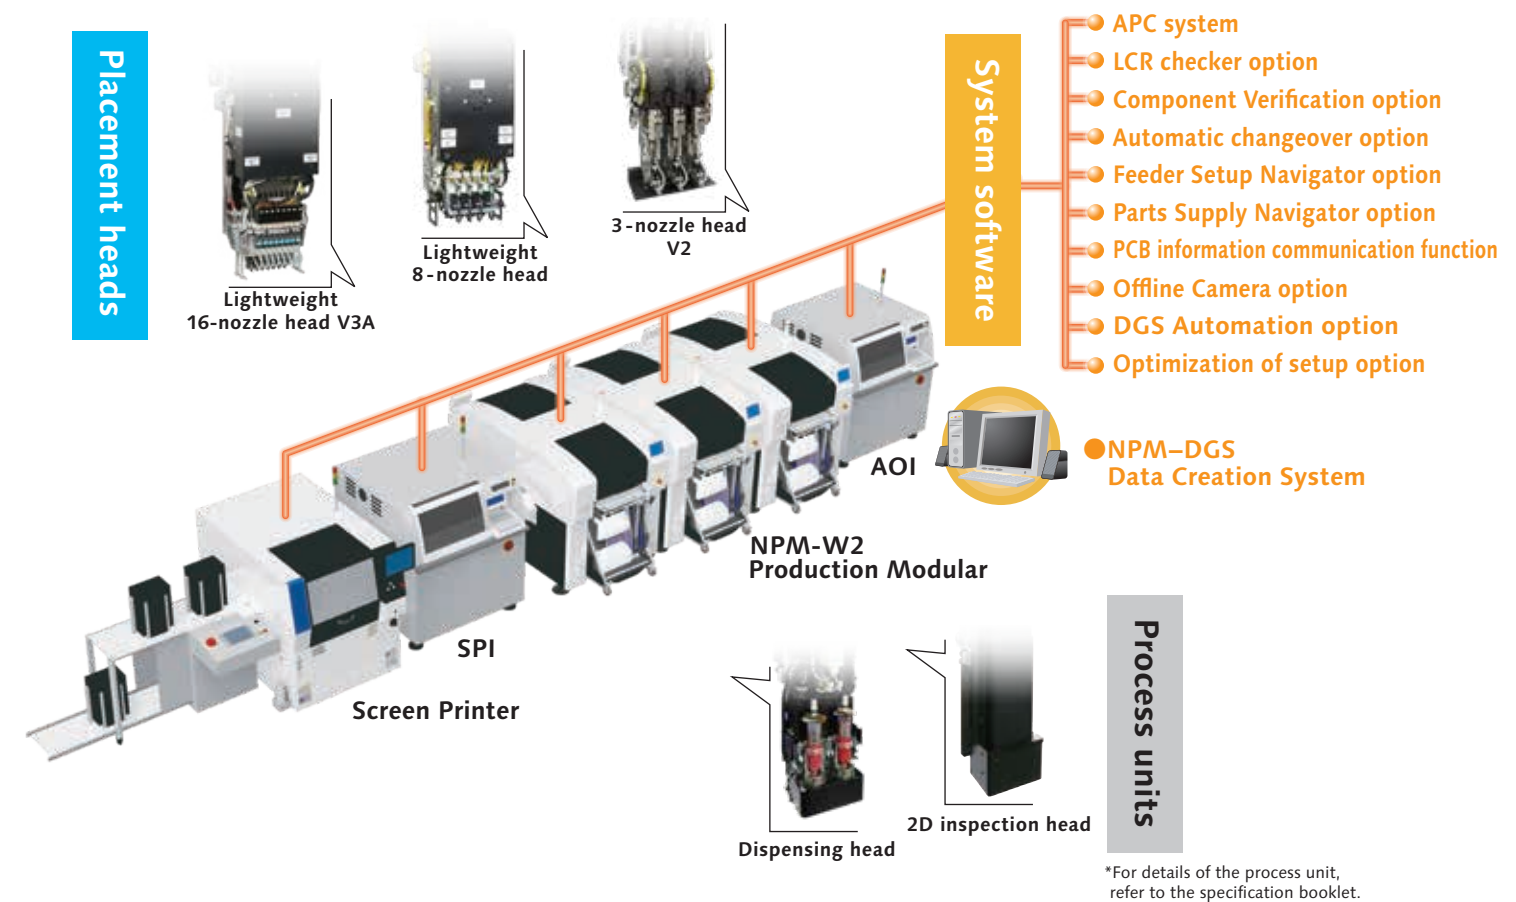 Placement heads
Lightweight
16-nozzle head V3A
Lightweight
8-nozzle head
3-nozzle head
V2
System software
APC system
LCR checker option
Component Verification option
Automatic changeover option
Feeder Setup Navigator option
Parts Supply Navigator option
PCB information communication function
Offline Camera option
DGS Automation option
Optimization of setup option
NPM–DGS
Data Creation System
AOI
NPM-W2
Production Modular
SPI
Screen Printer
Dispensing head
2D inspection head
Process units
*For details of the process unit,
refer to the specification booklet.